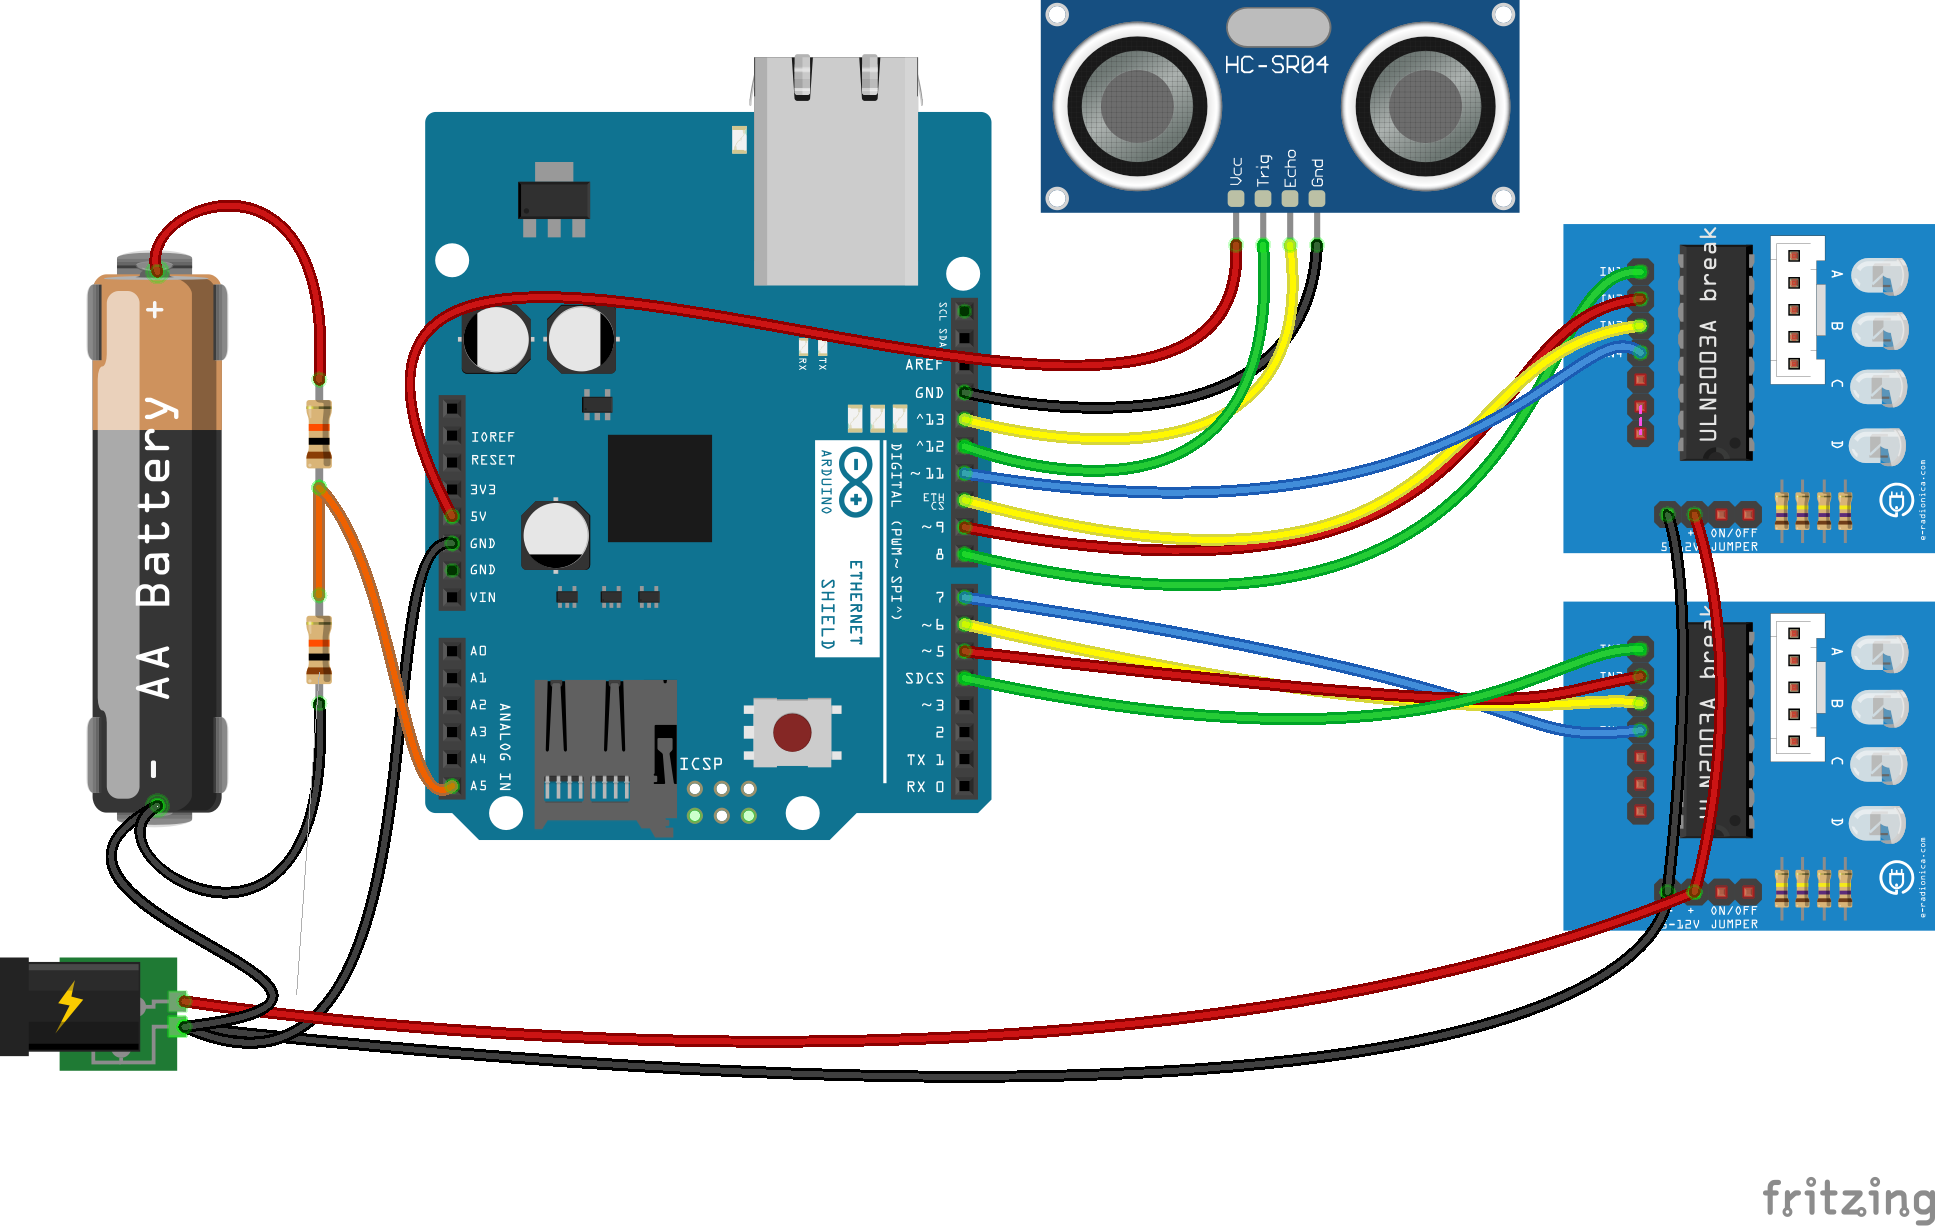 HC-SR04
Vcc
Trig
Echo
Gnd
+
AA Battery
-
SCL
SDA
AREF
GND
^13
^12
~11
ETH
CS
~9
8
7
~6
~5
SDCS
~3
2
TX 1
RX 0
RX
TX
IOREF
RESET
3V3
5V
GND
GND
VIN
A0
A1
A2
A3
A4
A5
ANALOG IN
ICSP
ARDUINO
ETHERNET
SHIELD
DIGITAL (PWM~ SPI^)
ULN2003A break
A
B
C
D
+ ON/OFF
JUMPER
e-radionica.com
ULN2003A break
A
B
C
D
+ ON/OFF
-12V JUMPER
e-radionica.com
fritzing